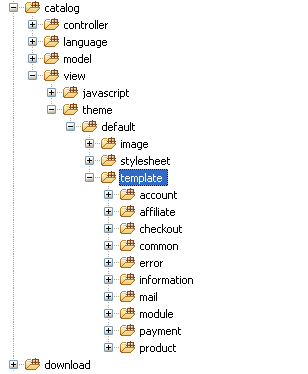 catalog
controller
language
model
view
javascript
theme
default
image
stylesheet
template
account
affiliate
checkout
common
error
information
mail
module
payment
product
download